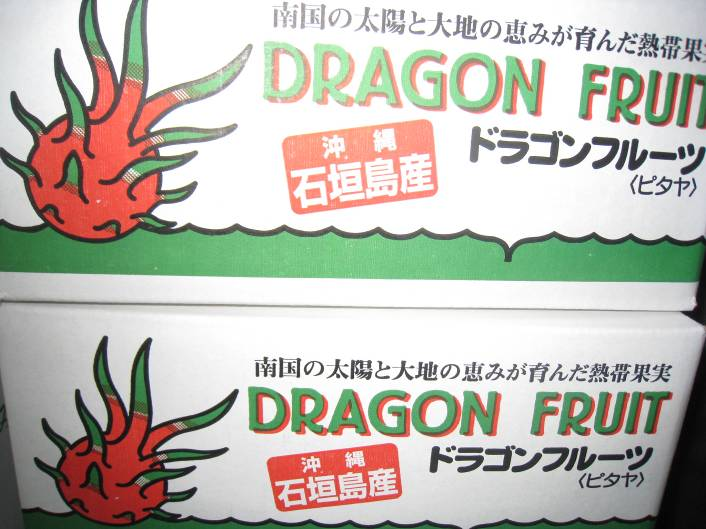 南国の太陽と大地の恵みが育んだ熱帯果実
DRAGON FRUIT
沖縄
石垣島産
ドラゴンフルーツ
〈ピタヤ〉
南国の太陽と大地の恵みが育んだ熱帯果実
DRAGON FRUIT
沖縄
石垣島産
ドラゴンフルーツ
〈ピタヤ〉